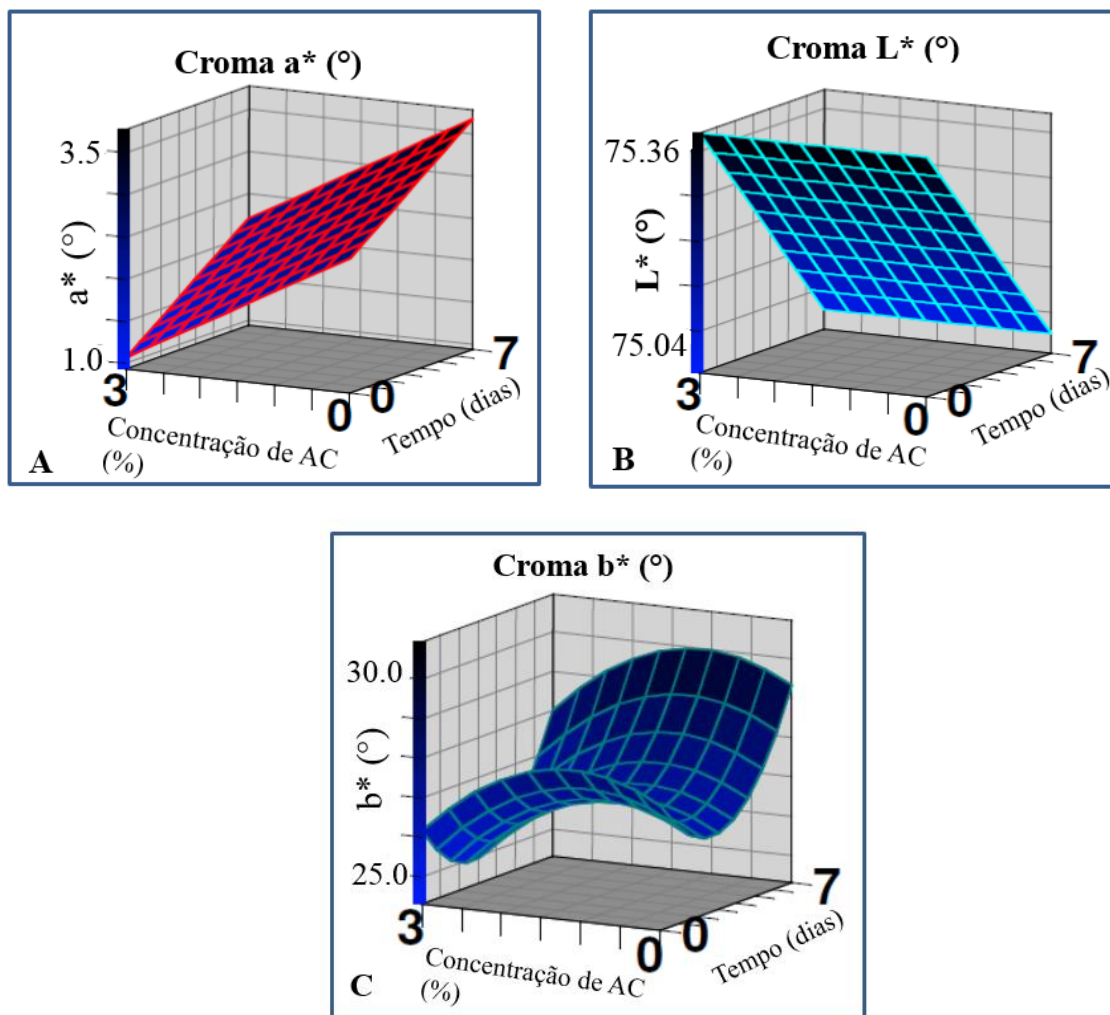 Croma a* (°)
3.5
a* (°)
1.0
3
0
0
7
Concentração de AC
(%)
Tempo (dias)
A
Croma L* (°)
75.36
L* (°)
75.04
3
0
0
7
Concentração de AC
(%)
Tempo (dias)
B
Croma b* (°)
30.0
b* (°)
25.0
3
0
0
7
Concentração de AC
(%)
Tempo (dias)
C